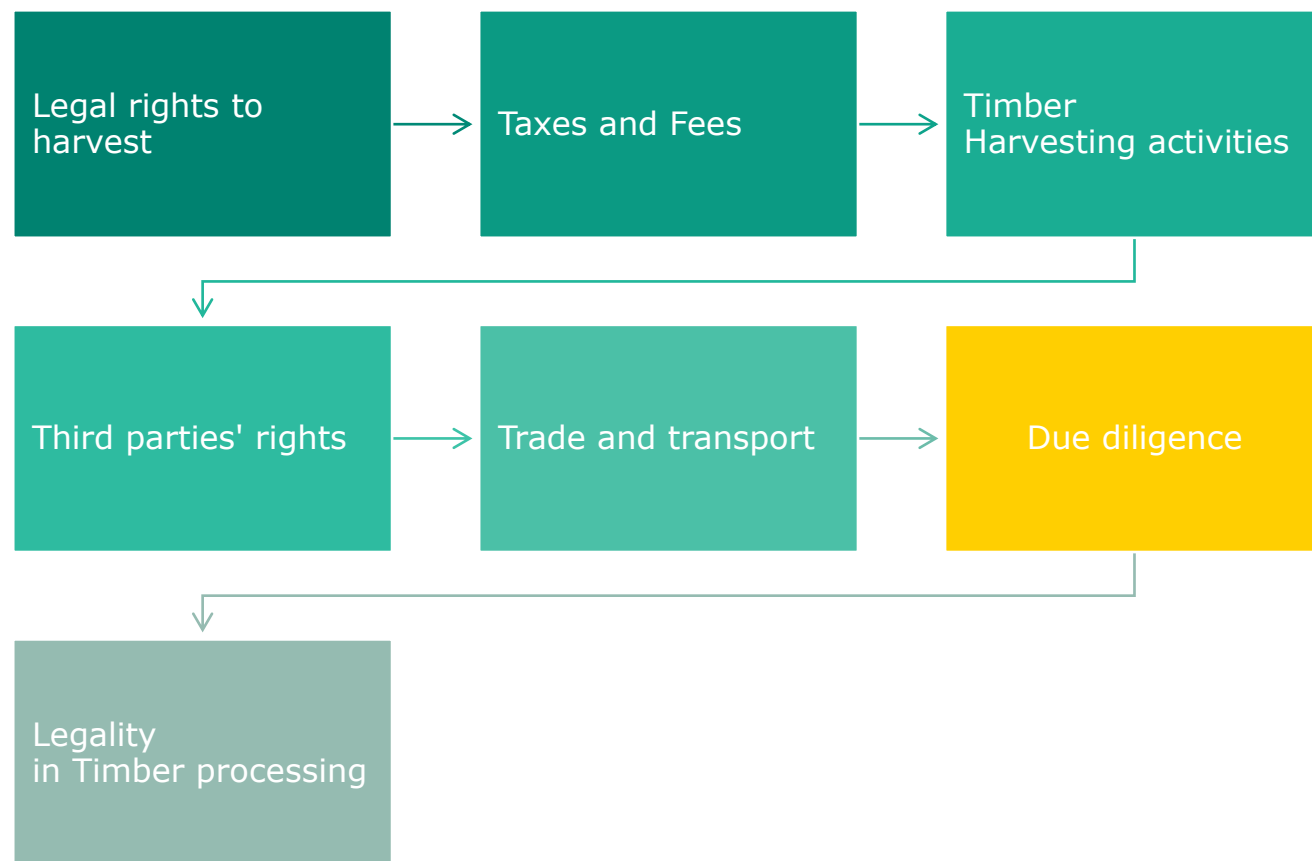 Legal rights to
harvest
Taxes and Fees
Timber
Harvesting activities
Third parties' rights
Trade and transport
Due diligence
Legality
in Timber processing